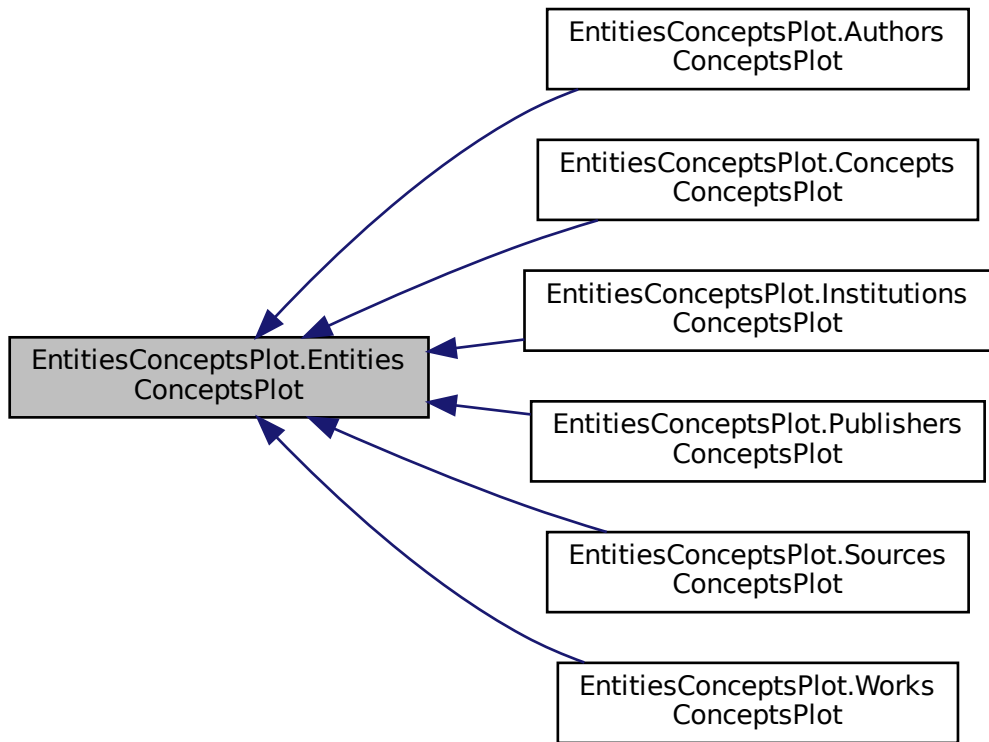 EntitiesConceptsPlot.Authors
ConceptsPlot
EntitiesConceptsPlot.Concepts
ConceptsPlot
EntitiesConceptsPlot.Institutions
ConceptsPlot
EntitiesConceptsPlot.Entities
ConceptsPlot
EntitiesConceptsPlot.Publishers
ConceptsPlot
EntitiesConceptsPlot.Sources
ConceptsPlot
EntitiesConceptsPlot.Works
ConceptsPlot